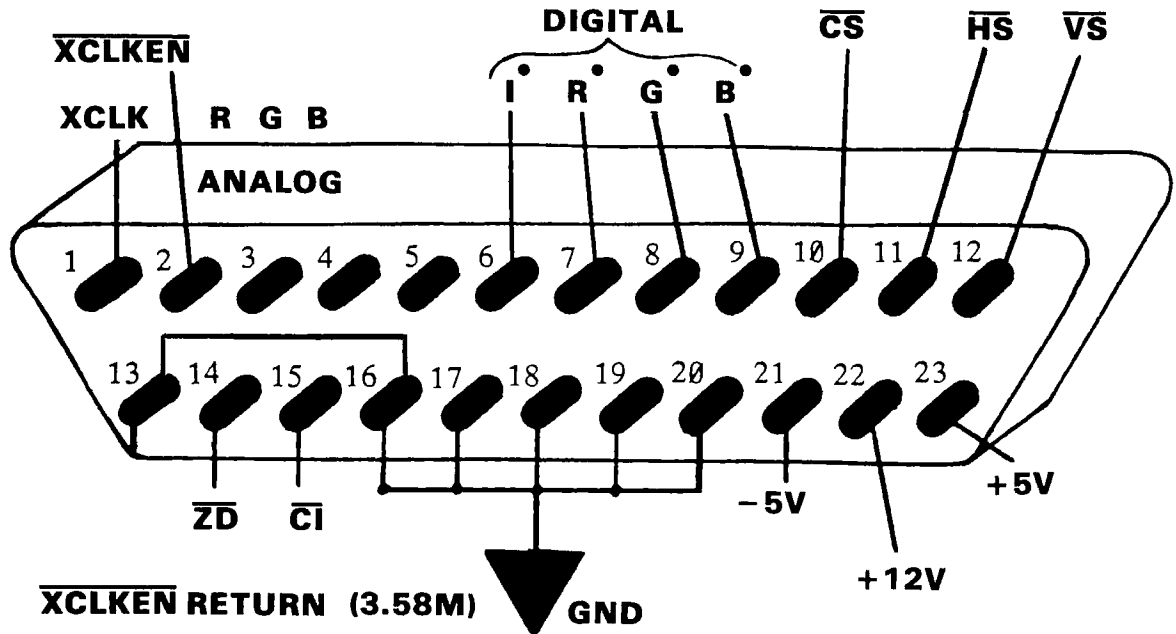 DIGITAL
XCLKEN
CS HS VS
I• R• G• B•
XCLK R G B
ANALOG
1 2 3 4 5 6 7 8 9 10 11 12
13 14 15 16 17 18 19 20 21 22 23
-5V +5V
ZD CI
+12V
XCLKEN RETURN (3.58M) GND